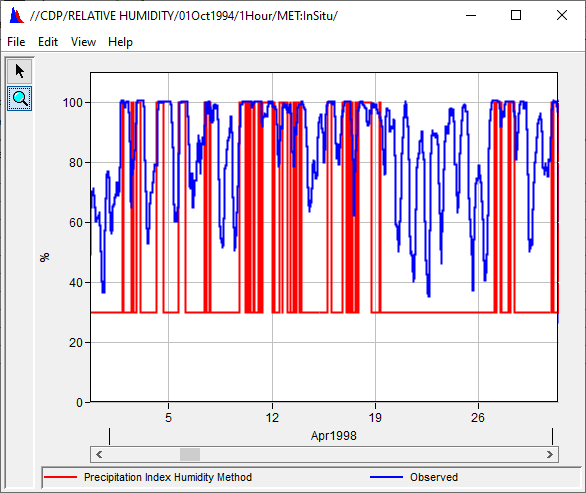 //CDP/RELATIVE HUMIDITY/01Oct1994/1Hour/MET:InSitu/
File Edit View Help
100
80
60
%
40
20
0
5 12 19 26
Apr1998
Precipitation Index Humidity Method Observed